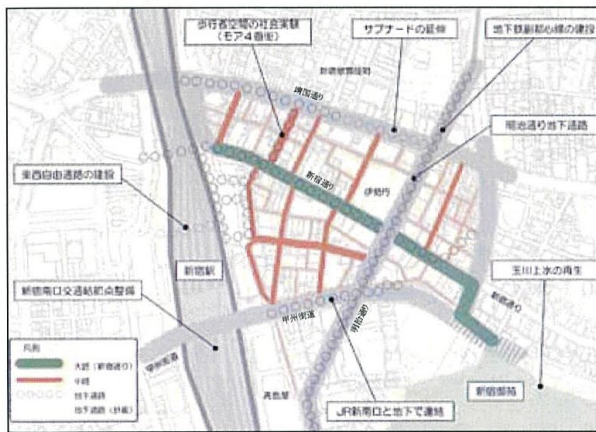 歩行者空間の社会実験
(モア4番街)
サブナードの延伸
地下鉄副都心線の建設
新宿歌舞伎町
靖国通り
明治通り地下通路
東西自由通路の建設
新宿通り
伊勢丹
新宿駅
玉川上水の再生
新宿南口交通結節点整備
新宿通り
甲州街道
明治通り
甲州街道
凡例
大路(新宿通り)
小路
地下通路
地下通路(計画)
高島屋
新宿御苑
JR新南口と地下で連結